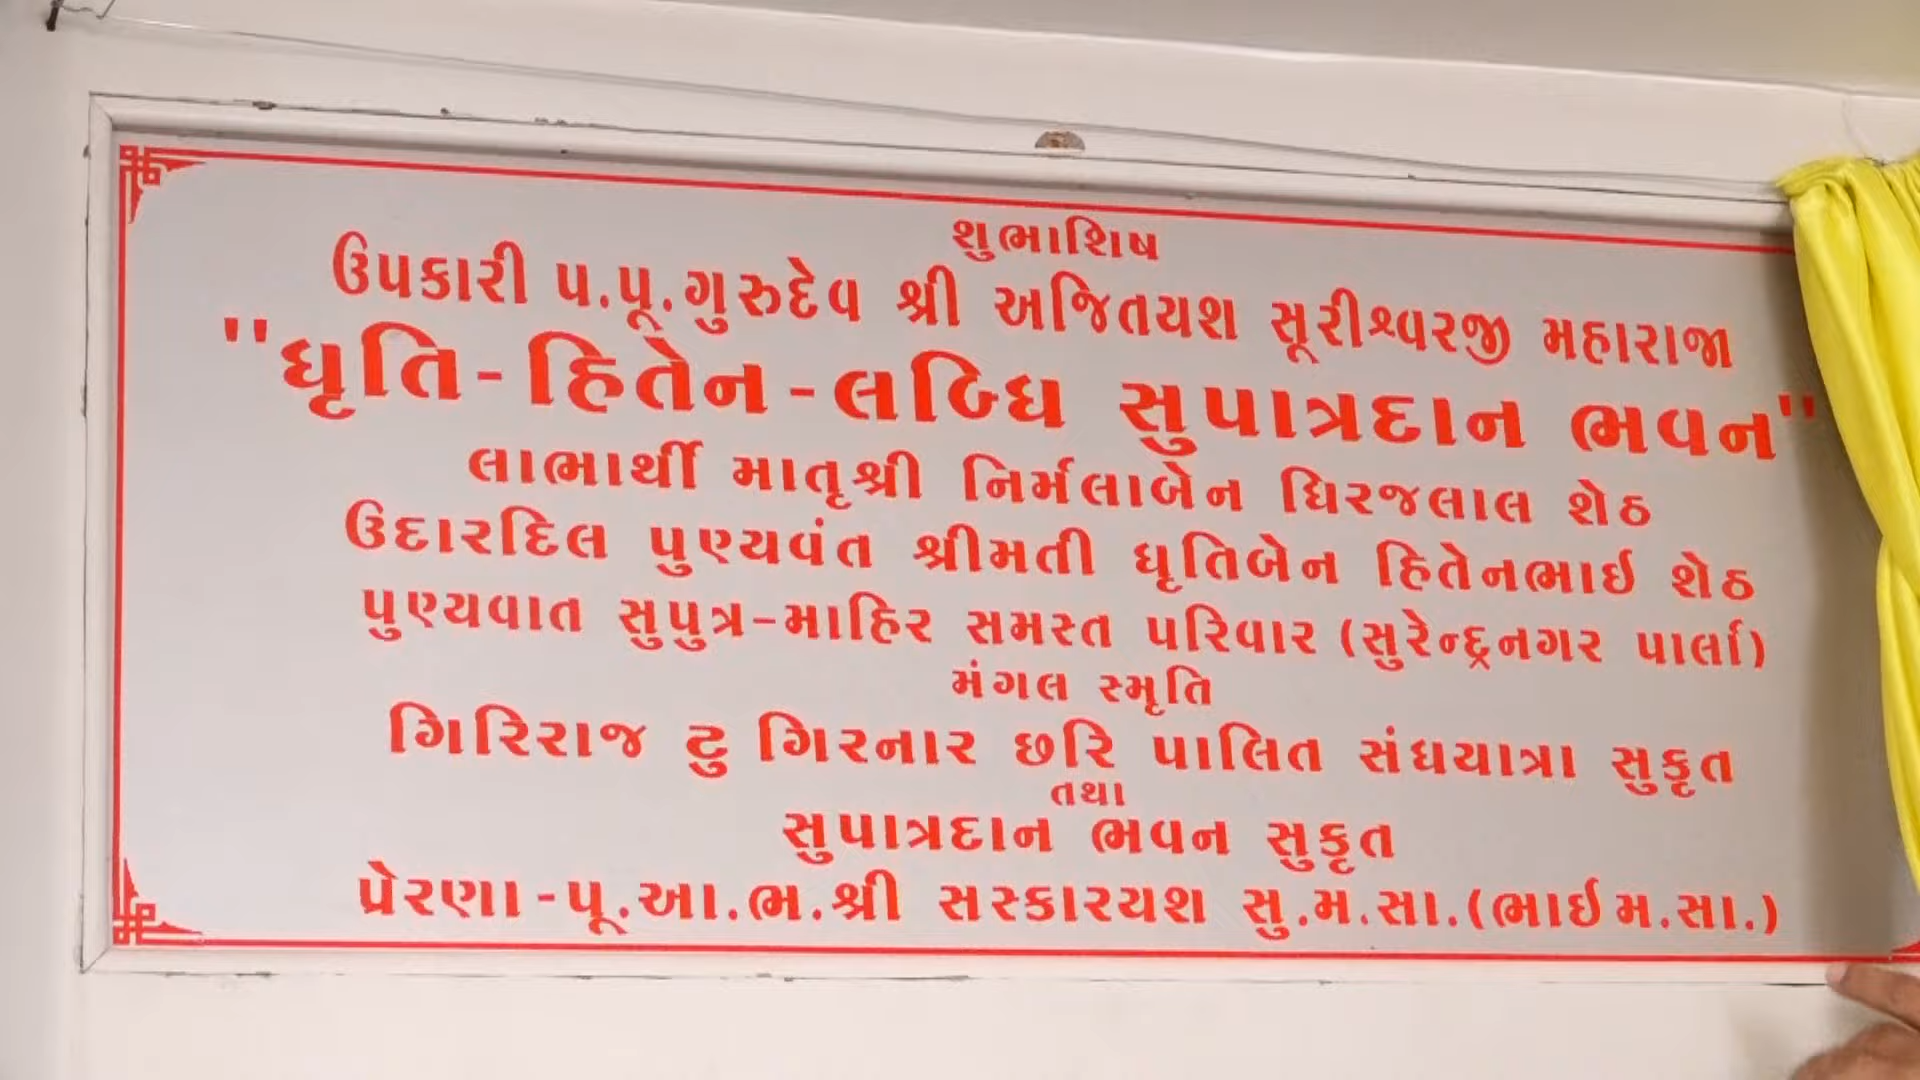 શુભાશિષ
ઉપકારી પ.પૂ.ગુરુદેવ શ્રી અજિતયશ સૂરીશ્વરજી મહારાજા
"ધૃતિ-હિતેન-લબ્ધિ સુપાત્રદાન ભવન"
લાભાર્થી માતૃશ્રી નિર્મલાબેન ધિરજલાલ શેઠ
ઉદારદિલ પુણ્યવંત શ્રીમતી ધૃતિબેન હિતેનભાઈ શેઠ
પુણ્યવાત સુપુત્ર-માહિર સમસ્ત પરિવાર (સુરેન્દ્રનગર પાર્લા)
મંગલ સ્મૃતિ
ગિરિરાજ ટુ ગિરનાર છરિ પાલિત સંઘયાત્રા સુકૃત
તથા
સુપાત્રદાન ભવન સુકૃત
પ્રેરણા-પૂ.આ.ભ.શ્રી સસ્કારયશ સુ.મ.સા.(ભાઈ મ.સા.)